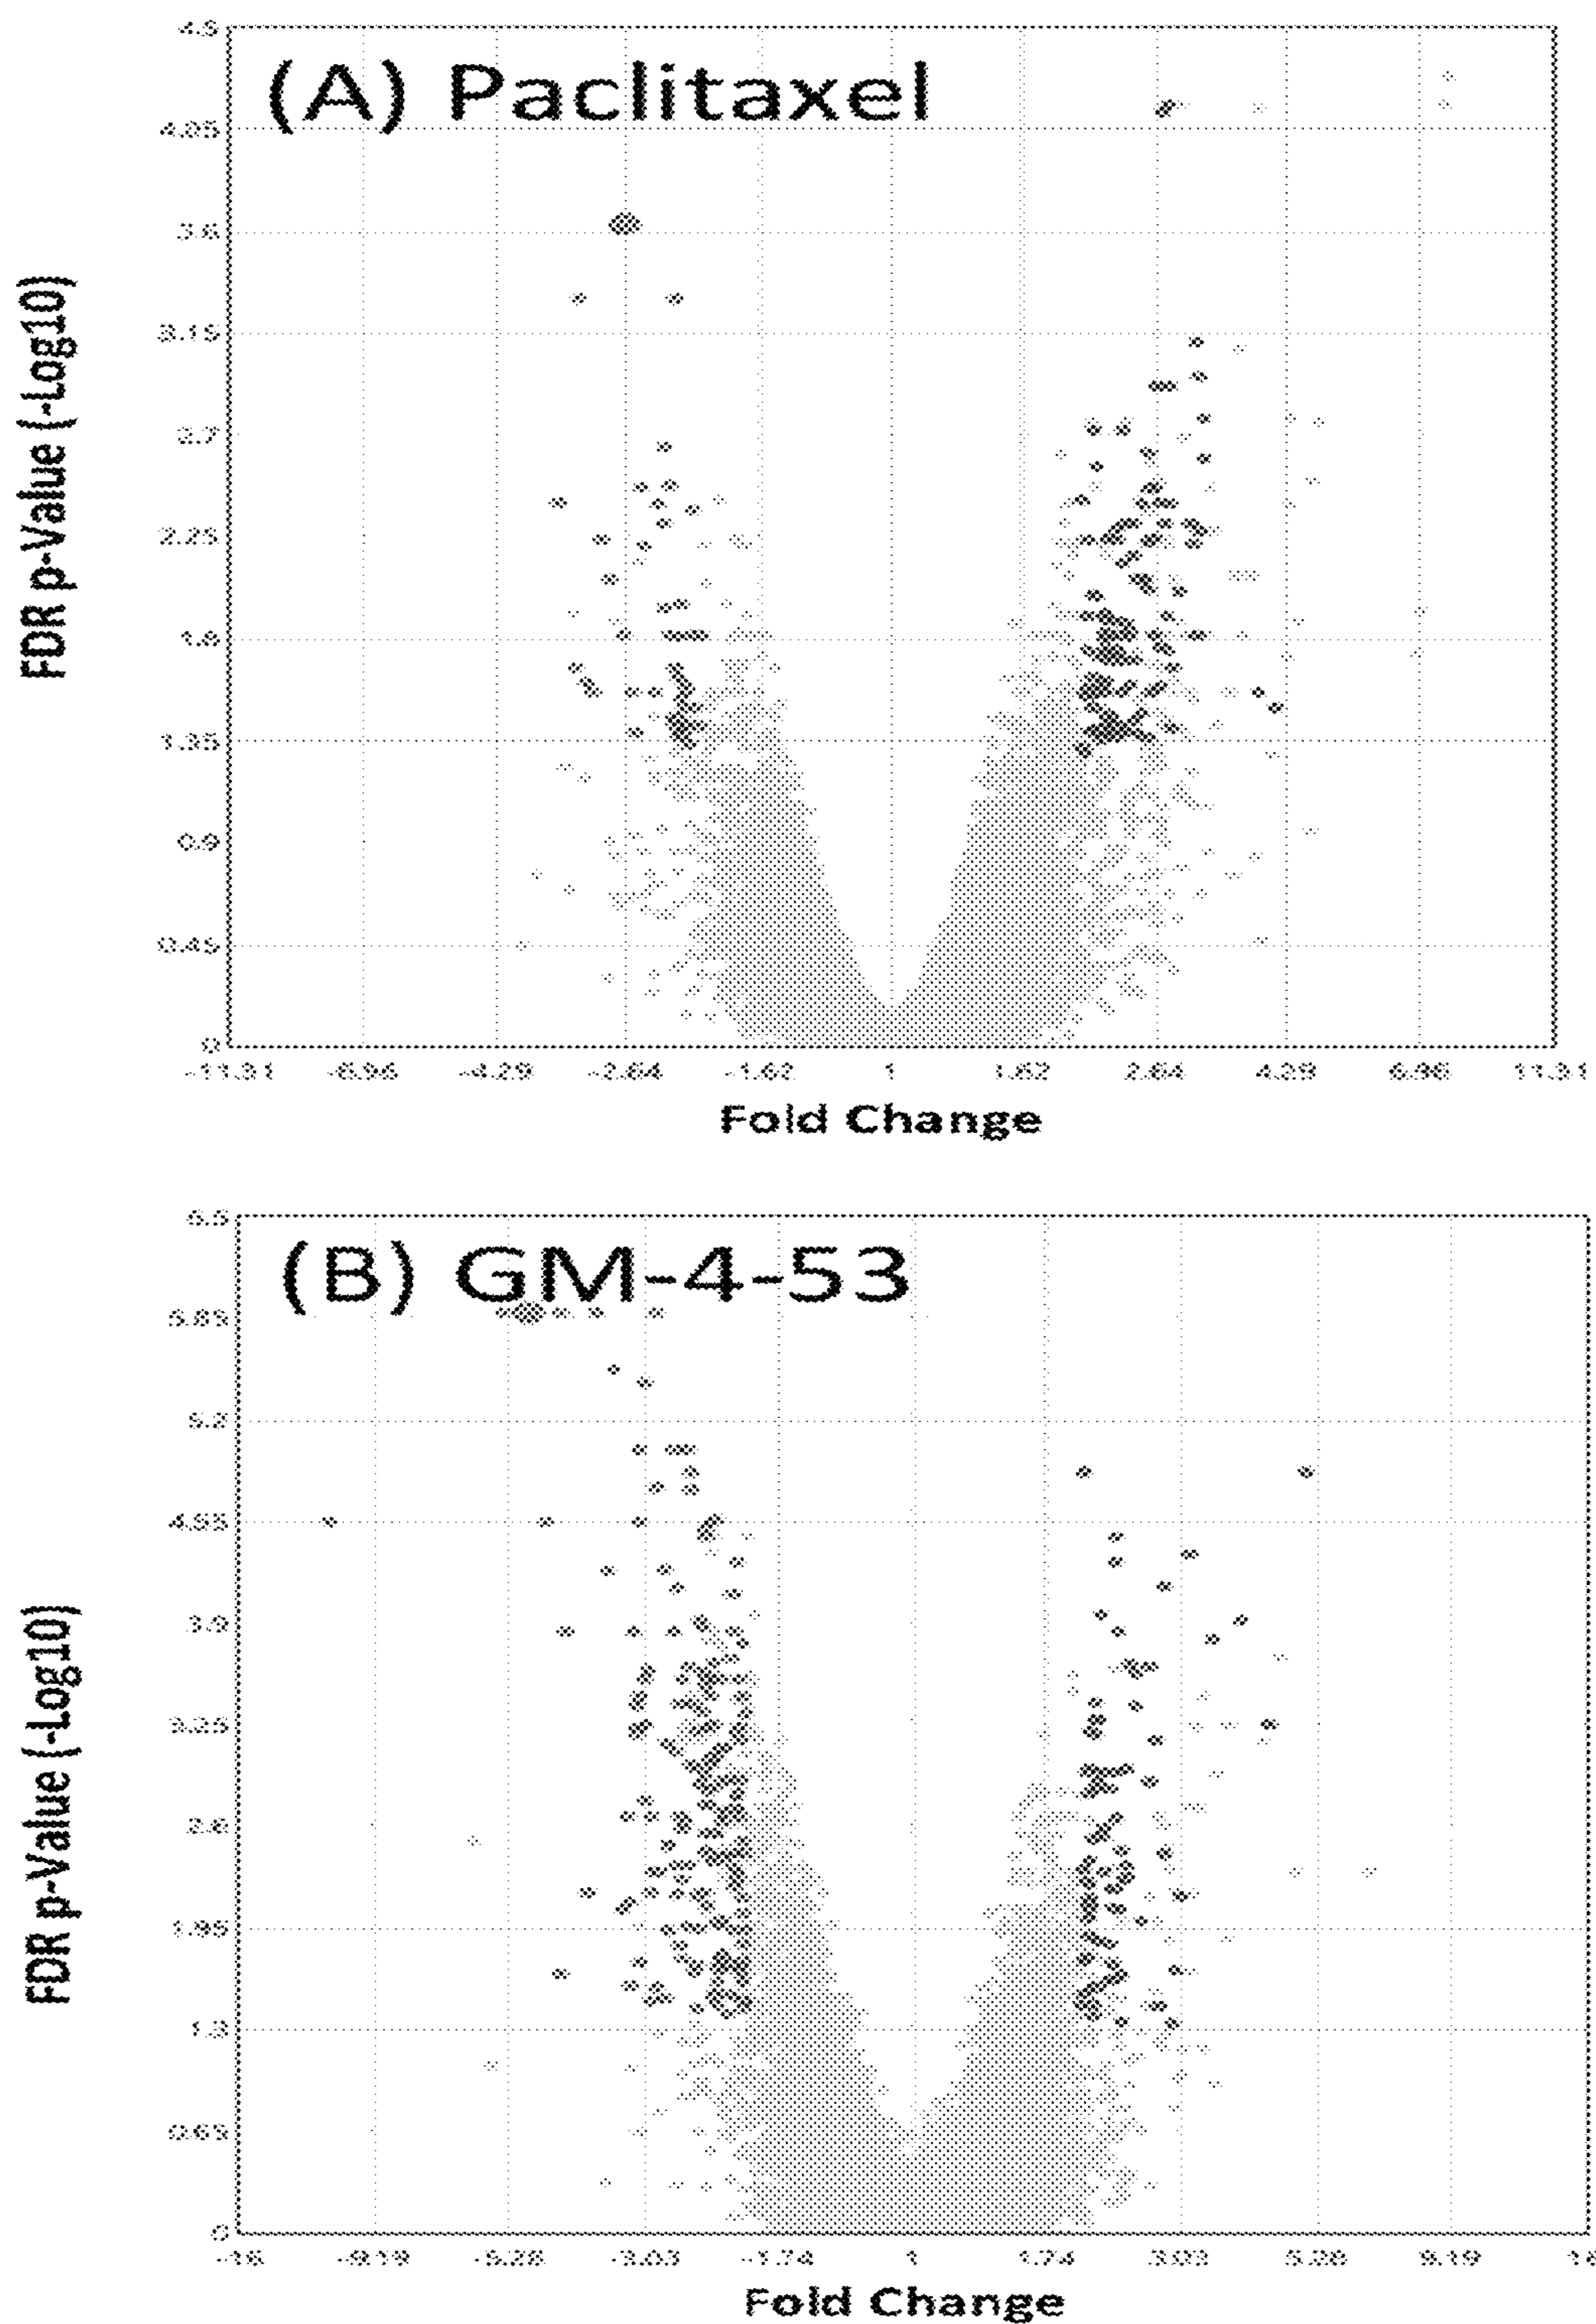 (A) Paclitaxel
FDR p-Value (-Log10)
4.5
4.05
3.6
3.15
2.7
2.25
1.8
1.35
0.9
0.45
0
-11.31 -6.96 -4.29 -2.64 -1.62 1 1.62 2.64 4.29 6.96 11.31
Fold Change
(B) GM-4-53
FDR p-Value (-Log10)
6.5
5.85
5.2
4.55
3.9
3.25
2.6
1.95
1.3
0.65
0
-16 -9.19 -5.28 -3.03 -1.74 1 1.74 3.03 5.28 9.19
Fold Change